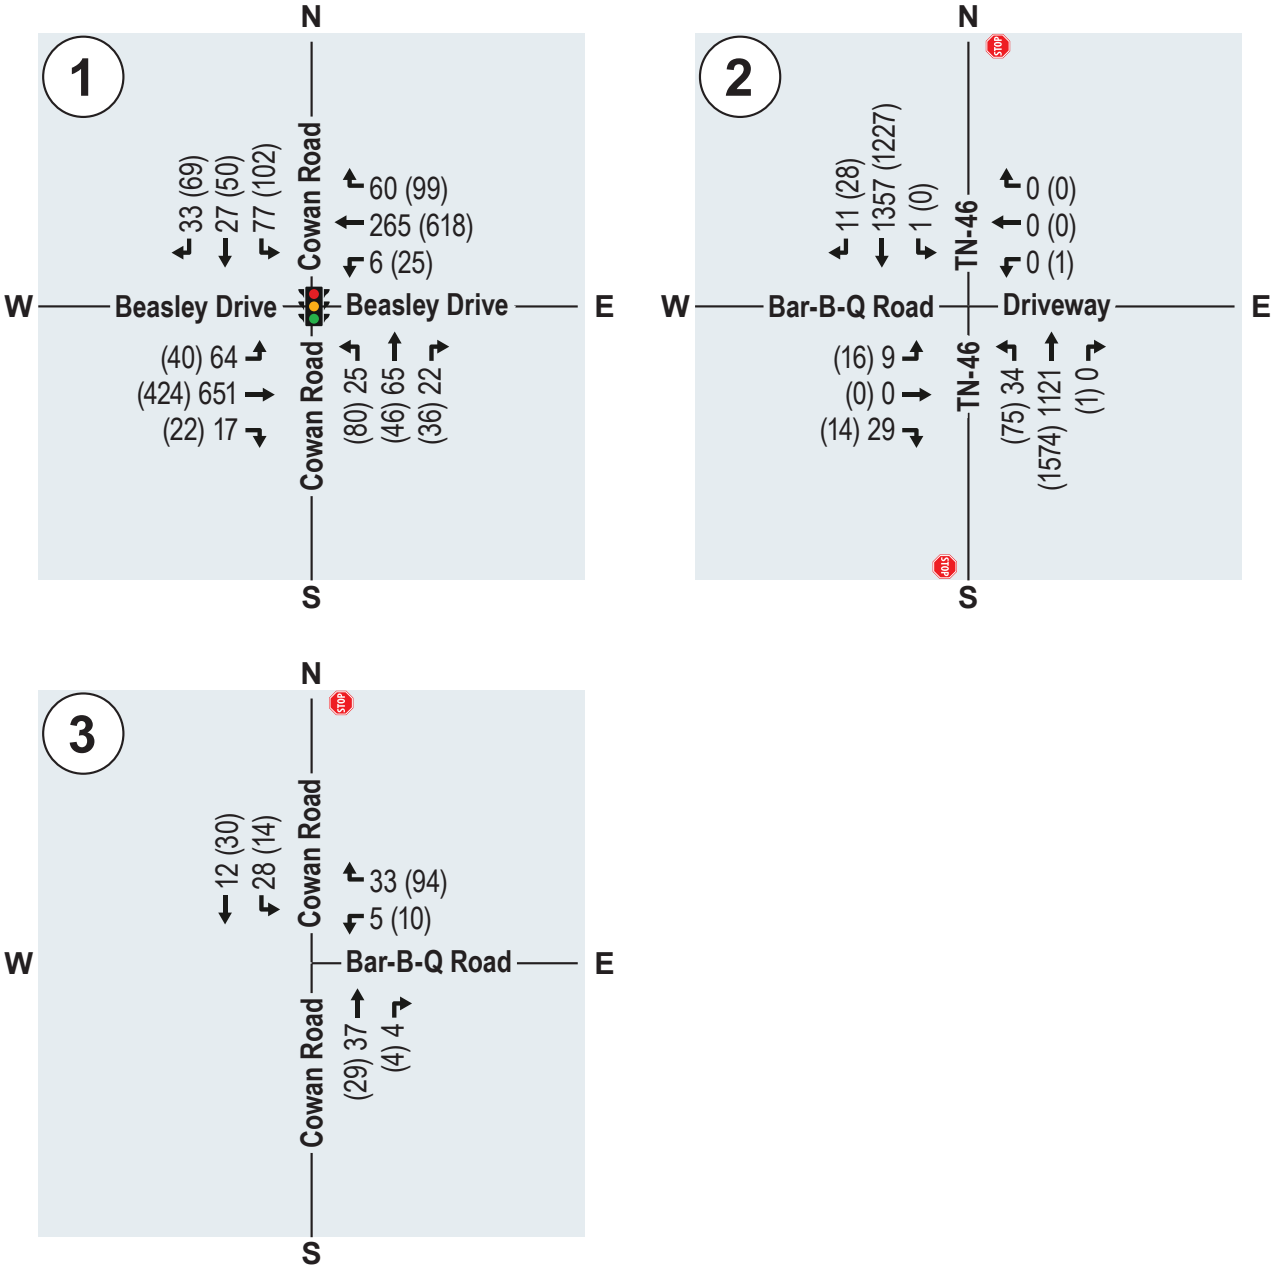 N
1
33 (69)
27 (50)
77 (102)
Cowan Road
60 (99)
265 (618)
6 (25)
W
Beasley Drive
Beasley Drive
E
(40) 64
(424) 651
(22) 17
Cowan Road
(80) 25
(46) 65
(36) 22
S
N
STOP
2
11 (28)
1357 (1227)
1 (0)
TN-46
0 (0)
0 (0)
0 (1)
W
Bar-B-Q Road
Driveway
E
(16) 9
(0) 0
(14) 29
TN-46
(75) 34
(1574) 1121
(1) 0
STOP
S
N
STOP
3
12 (30)
28 (14)
Cowan Road
33 (94)
5 (10)
W
Bar-B-Q Road
E
Cowan Road
(29) 37
(4) 4
S